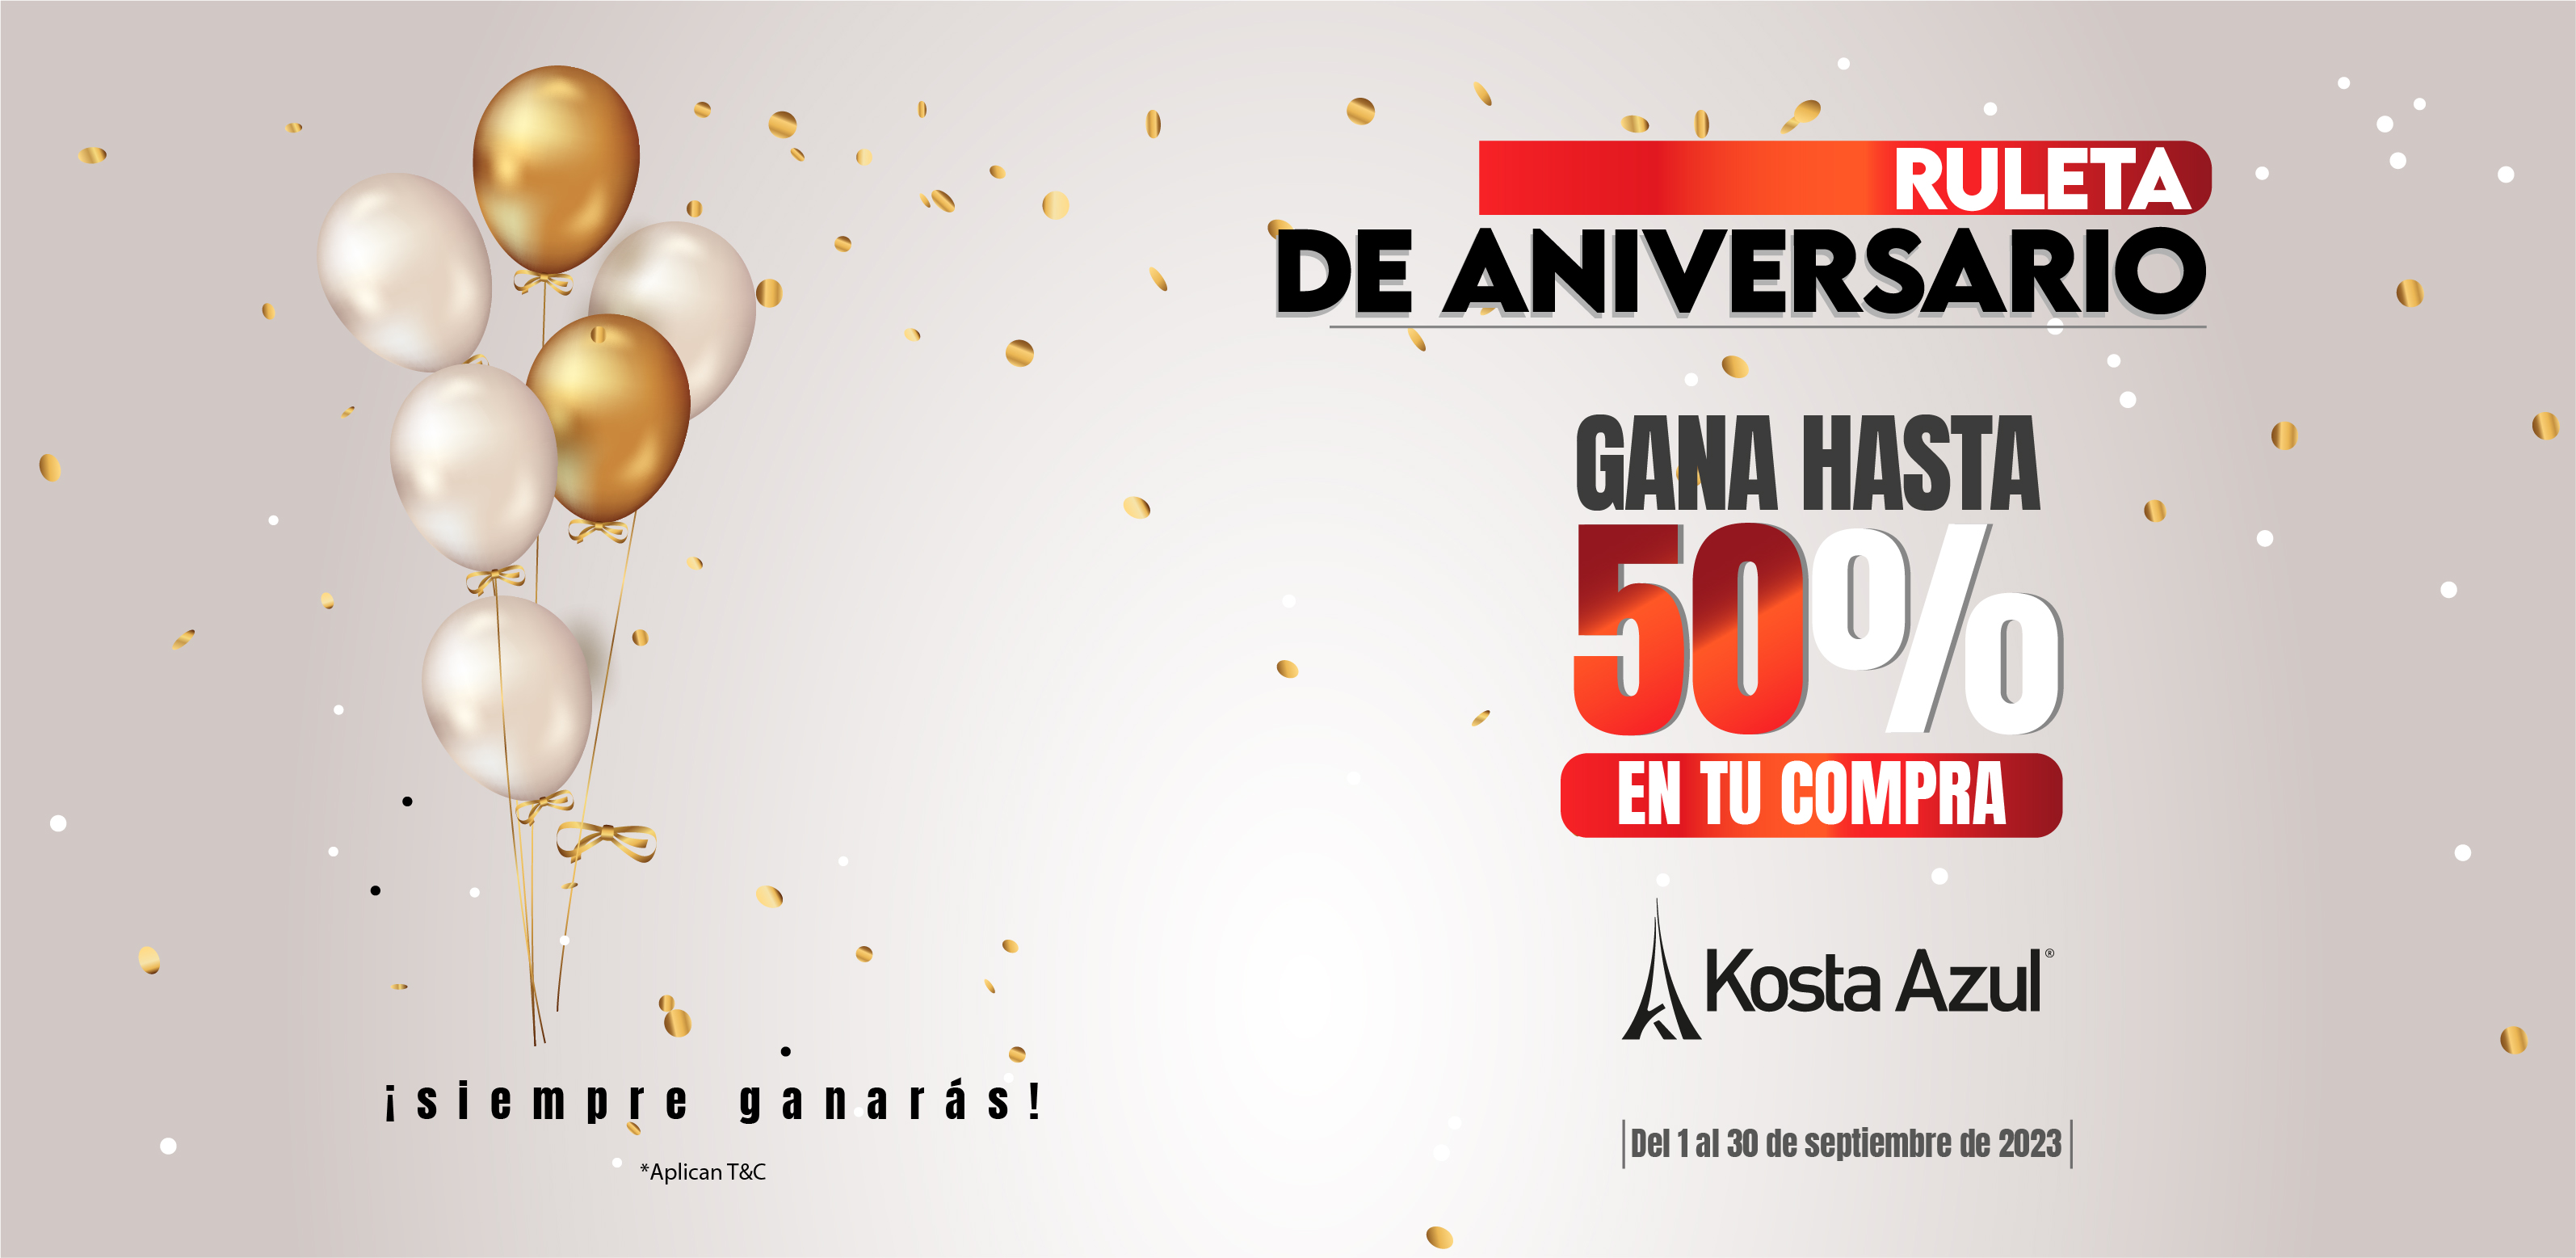 RULETA
DE ANIVERSARIO
GANA HASTA
50%
EN TU COMPRA
Kosta Azul®
¡siempre ganarás!
*Aplican T&C
Del 1 al 30 de septiembre de 2023